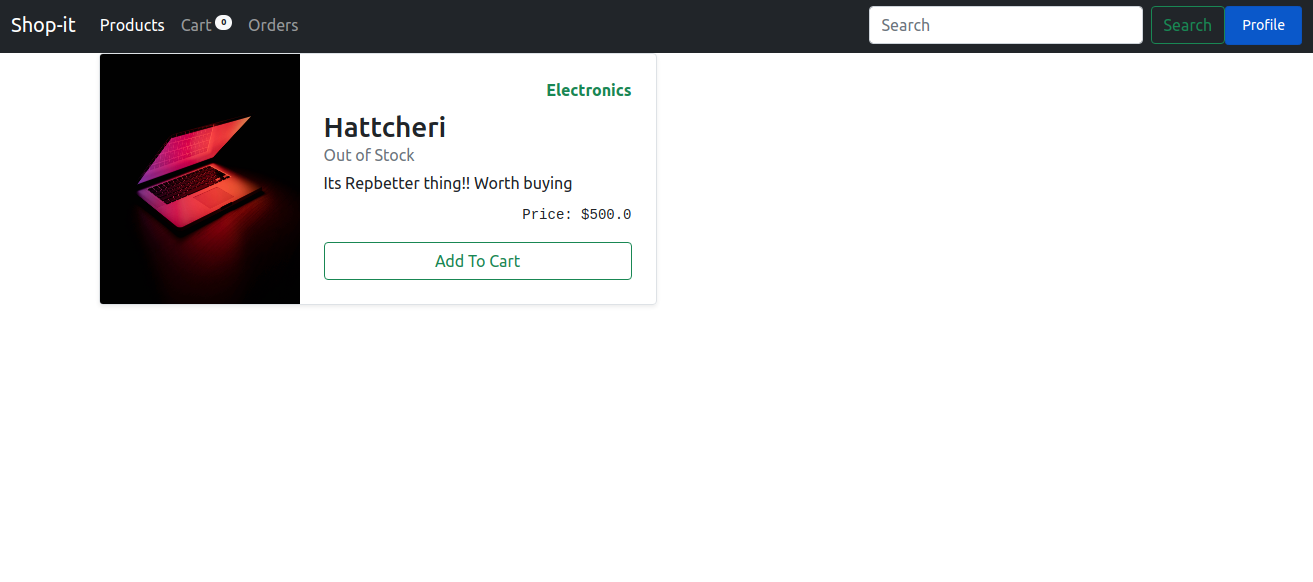 Shop-it Products Cart 0 Orders Search Search Profile
Electronics
Hattcheri
Out of Stock
Its Repbetter thing!! Worth buying
Price: $500.0
Add To Cart